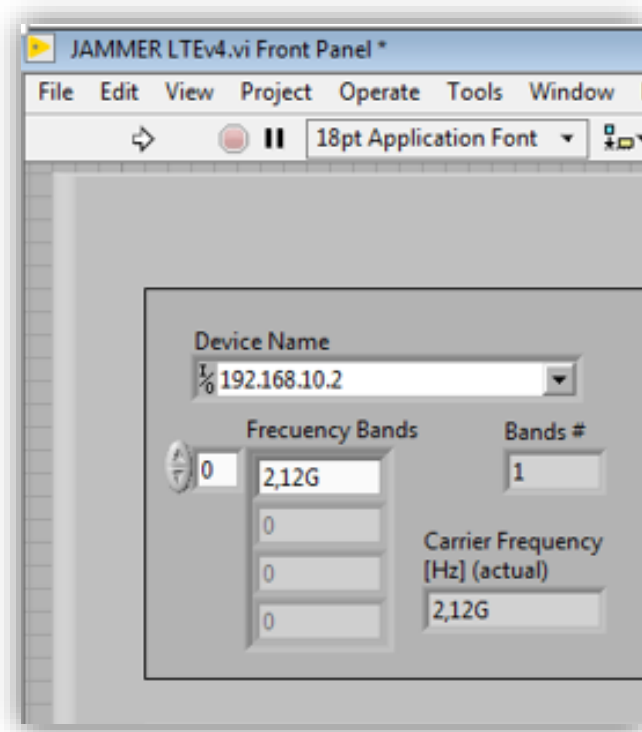 JAMMER LTEv4.vi Front Panel *
File Edit View Project Operate Tools Window
18pt Application Font
Device Name
I/O 192.168.10.2
Frecuency Bands
Bands #
0
2,12G
1
0
0
Carrier Frequency
[Hz] (actual)
0
2,12G